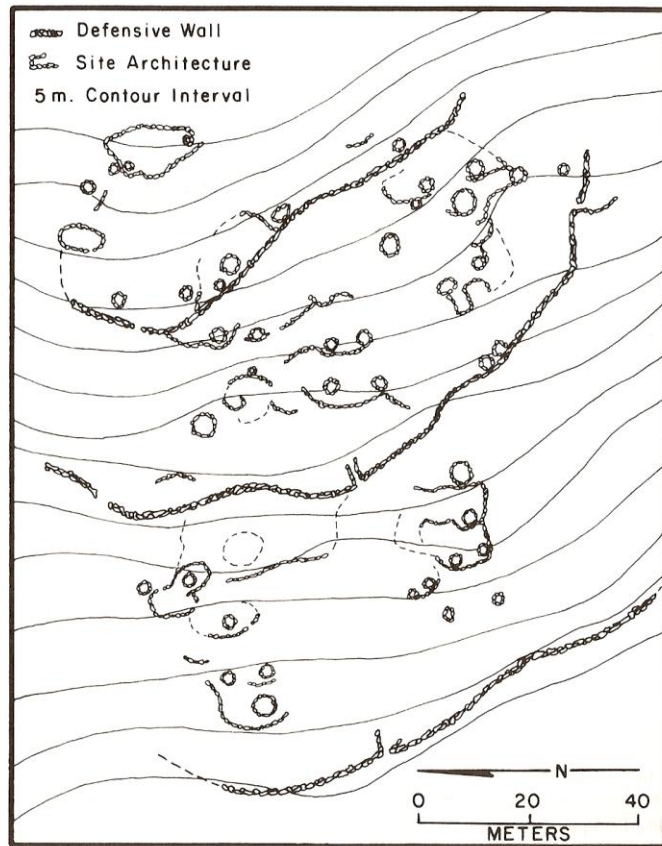 Defensive Wall
Site Architecture
5 m. Contour Interval
N
0 20 40
METERS